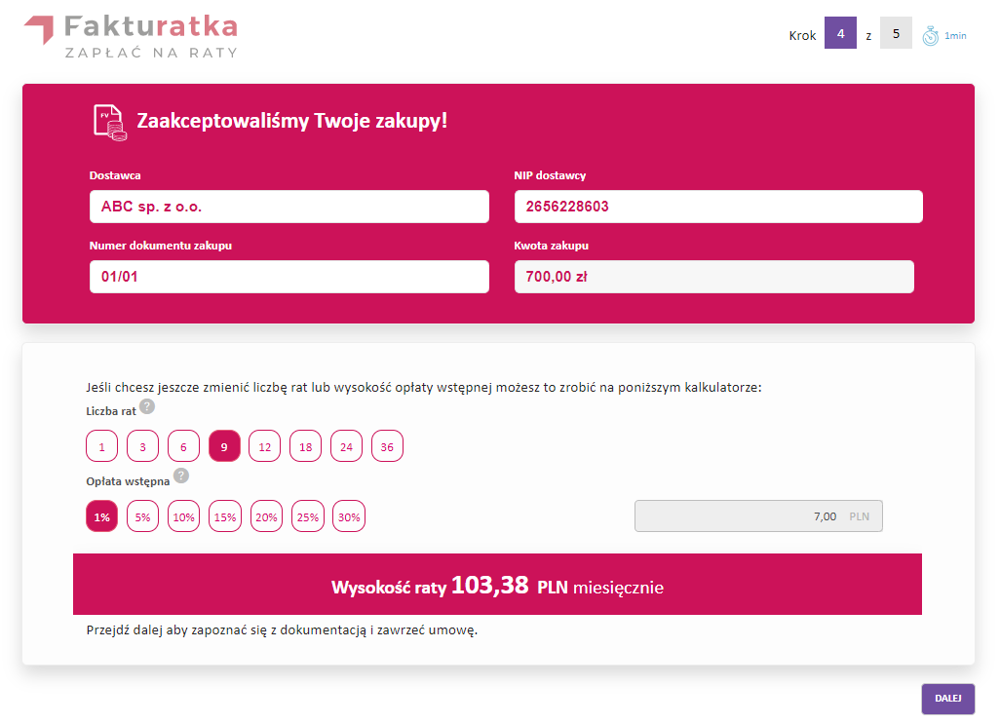 Fakturatka
ZAPŁAĆ NA RATY
Krok 4 z 5 1min
FV
Zaakceptowaliśmy Twoje zakupy!
Dostawca NIP dostawcy
ABC sp. z o.o. 2656228603
Numer dokumentu zakupu Kwota zakupu
01/01 700,00 zł
Jeśli chcesz jeszcze zmienić liczbę rat lub wysokość opłaty wstępnej możesz to zrobić na poniższym kalkulatorze:
Liczba rat ?
1 3 6 9 12 18 24 36
Opłata wstępna ?
1% 5% 10% 15% 20% 25% 30% 7,00 PLN
Wysokość raty 103,38 PLN miesięcznie
Przejdź dalej aby zapoznać się z dokumentacją i zawrzeć umowę.
DALEJ